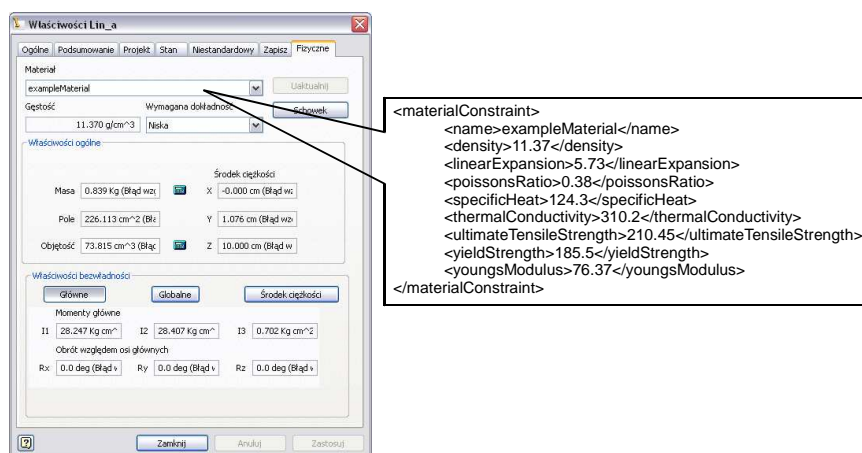 Właściwości Lin_a
Ogólne Podsumowanie Projekt Stan Niestandardowy Zapisz Fizyczne
Materiał
exampleMaterial Uaktualnij
Gęstość Wymagana dokładność Schowek
11.370 g/cm^3 Niska
Właściwości ogólne
Środek ciężkości
Masa 0.839 Kg (Błąd wzg X -0.000 cm (Błąd wz
Pole 226.113 cm^2 (Błą Y 1.076 cm (Błąd wzg
Objętość 73.815 cm^3 (Błąc Z 10.000 cm (Błąd w
Właściwości bezwładności
Główne Globalne Środek ciężkości
Momenty główne
I1 28.247 Kg cm^ I2 28.407 Kg cm^ I3 0.702 Kg cm^2
Obrót względem osi głównych
Rx 0.0 deg (Błąd w Ry 0.0 deg (Błąd w Rz 0.0 deg (Błąd w
Zamknij Anuluj Zastosuj
<materialConstraint>
<name>exampleMaterial</name>
<density>11.37</density>
<linearExpansion>5.73</linearExpansion>
<poissonsRatio>0.38</poissonsRatio>
<specificHeat>124.3</specificHeat>
<thermalConductivity>310.2</thermalConductivity>
<ultimateTensileStrength>210.45</ultimateTensileStrength>
<yieldStrength>185.5</yieldStrength>
<youngsModulus>76.37</youngsModulus>
</materialConstraint>